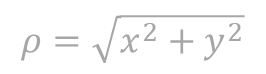 ρ = √(x² + y²)